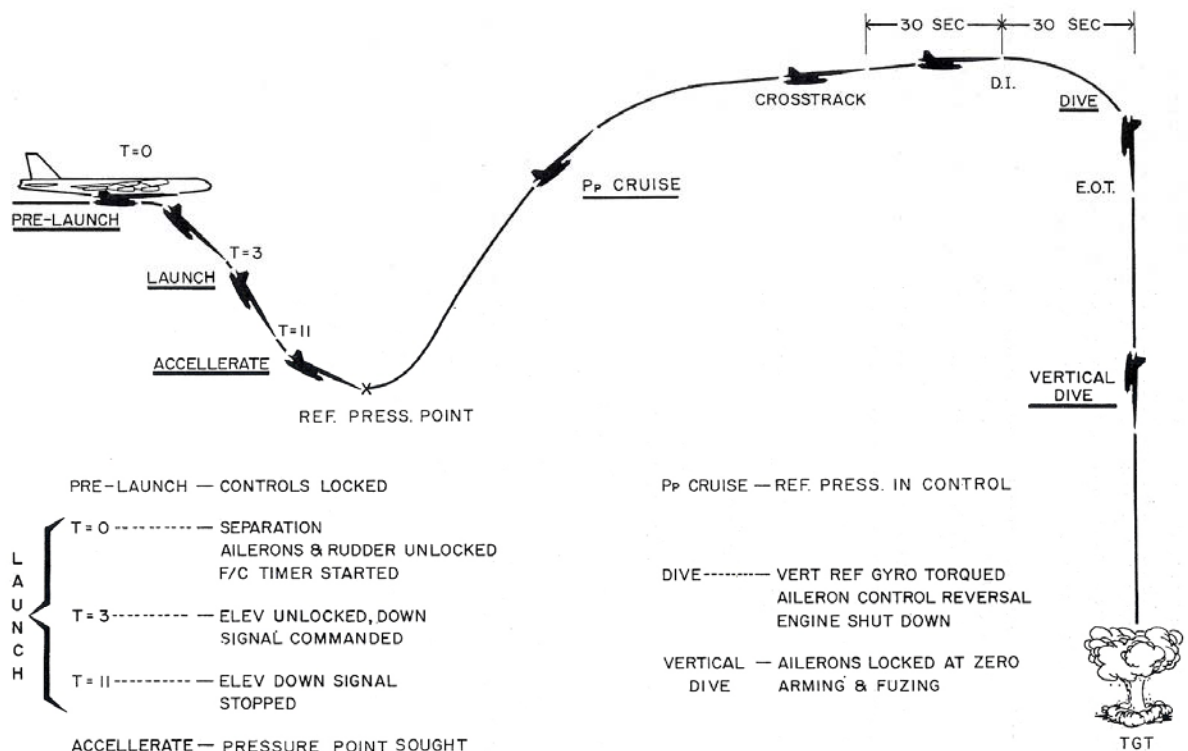 30 SEC 30 SEC
D.I.
CROSSTRACK
DIVE
T=0
PP CRUISE
E.O.T.
PRE-LAUNCH
T=3
LAUNCH
T=11
ACCELLERATE
VERTICAL
DIVE
REF. PRESS. POINT
PRE-LAUNCH — CONTROLS LOCKED
LAUNCH
T=0 ---------- — SEPARATION
AILERONS & RUDDER UNLOCKED
F/C TIMER STARTED
T=3 ---------- — ELEV UNLOCKED, DOWN
SIGNAL COMMANDED
T=11 ---------- — ELEV DOWN SIGNAL
STOPPED
ACCELLERATE — PRESSURE POINT SOUGHT
PP CRUISE — REF. PRESS. IN CONTROL
DIVE -------- — VERT REF GYRO TORQUED
AILERON CONTROL REVERSAL
ENGINE SHUT DOWN
VERTICAL — AILERONS LOCKED AT ZERO
DIVE ARMING & FUZING
TGT